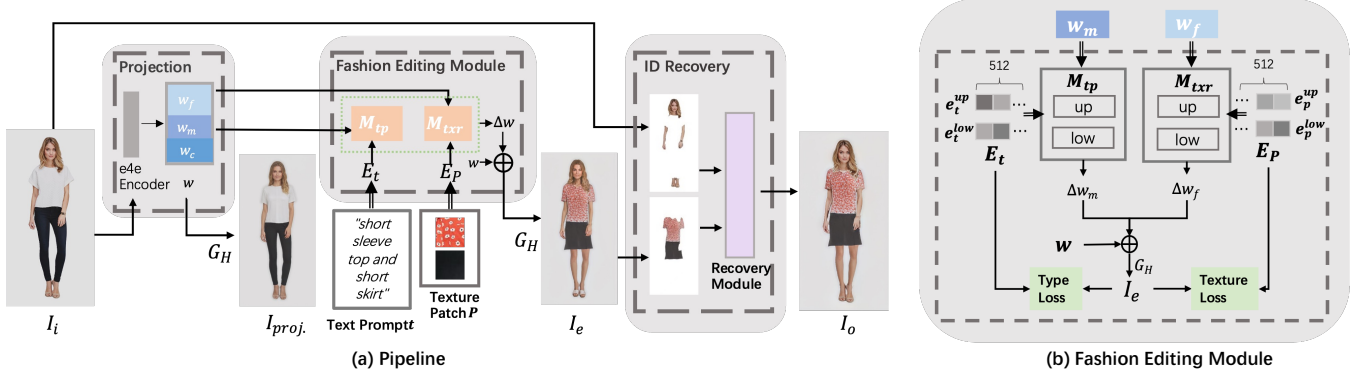 Projection
w_f
w_m
w_c
e4e
Encoder
w
G_H
I_i
I_proj.
Fashion Editing Module
M_tp
M_txr
Δw
w
E_t
E_P
"short
sleeve
top and
short
skirt"
Text Prompt t
Texture
Patch P
G_H
I_e
ID Recovery
Recovery
Module
I_o
(a) Pipeline
w_m
w_f
512
M_tp
M_txr
512
e_t^up
...
up
up
...
e_p^up
e_t^low
...
low
low
...
e_p^low
E_t
E_P
Δw_m
Δw_f
w
G_H
Type
Loss
I_e
Texture
Loss
(b) Fashion Editing Module